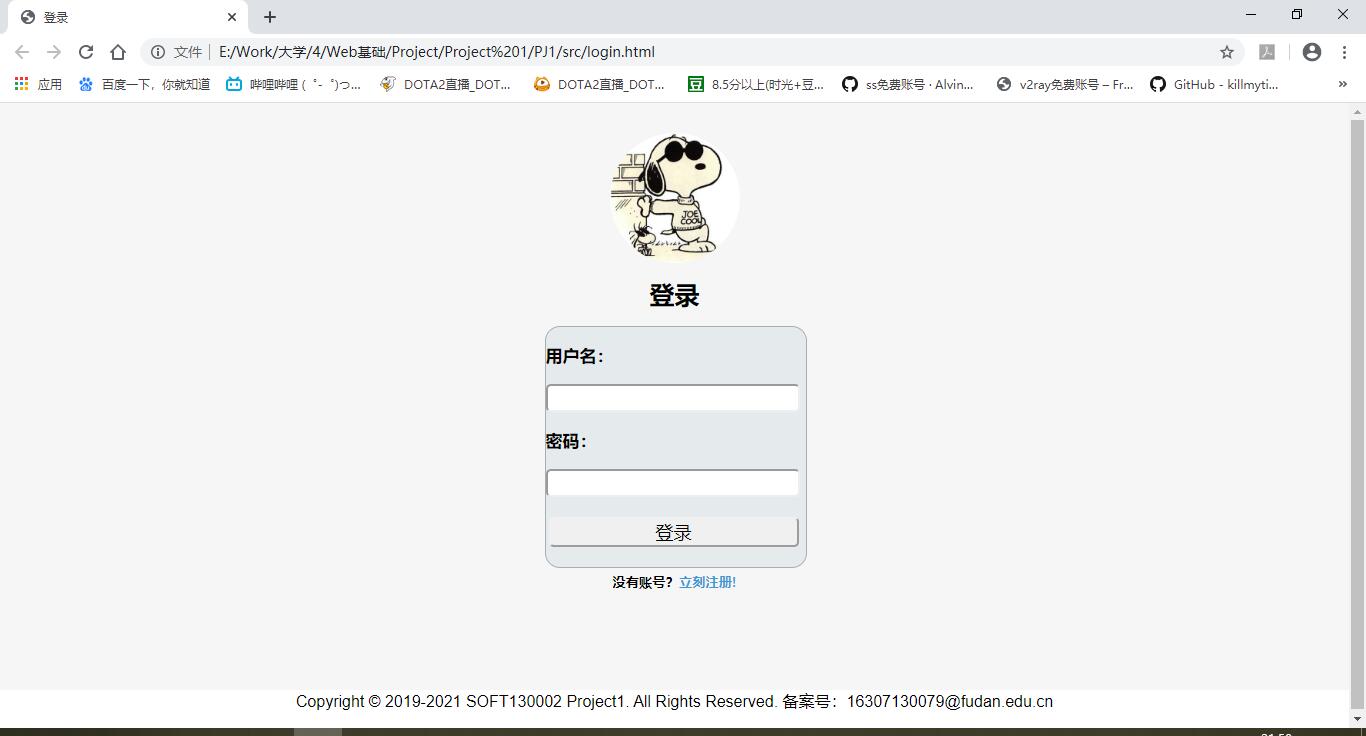 登录
文件 E:/Work/大学/4/Web基础/Project/Project%201/PJ1/src/login.html
应用 百度一下，你就知道 哔哩哔哩 ( ゜- ゜)つ... DOTA2直播_DOT... DOTA2直播_DOT... 8.5分以上(时光+豆... ss免费账号 · Alvin... v2ray免费账号 – Fr... GitHub - killmyti... »
JOE
COOL
登录
用户名：
密码：
登录
没有账号？立刻注册!
Copyright © 2019-2021 SOFT130002 Project1. All Rights Reserved. 备案号：16307130079@fudan.edu.cn